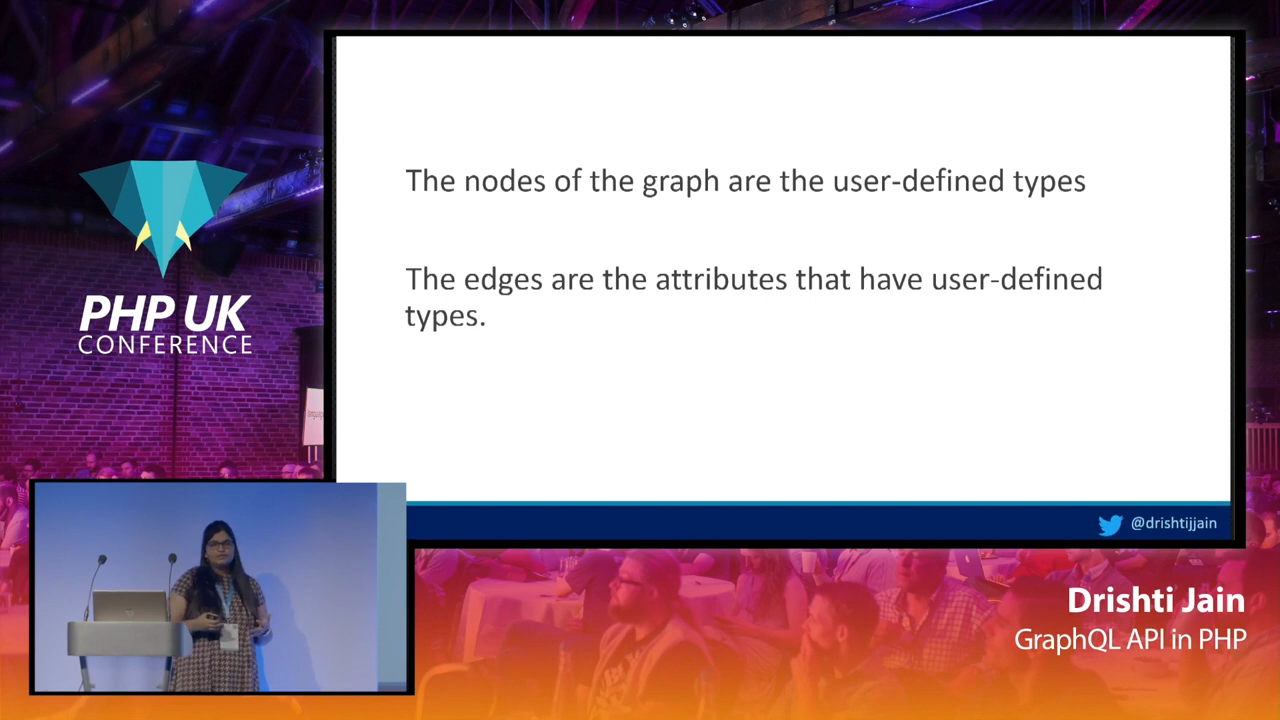 The nodes of the graph are the user-defined types
The edges are the attributes that have user-defined
types.
@drishtijjain
PHP UK
CONFERENCE
Drishti Jain
GraphQL API in PHP